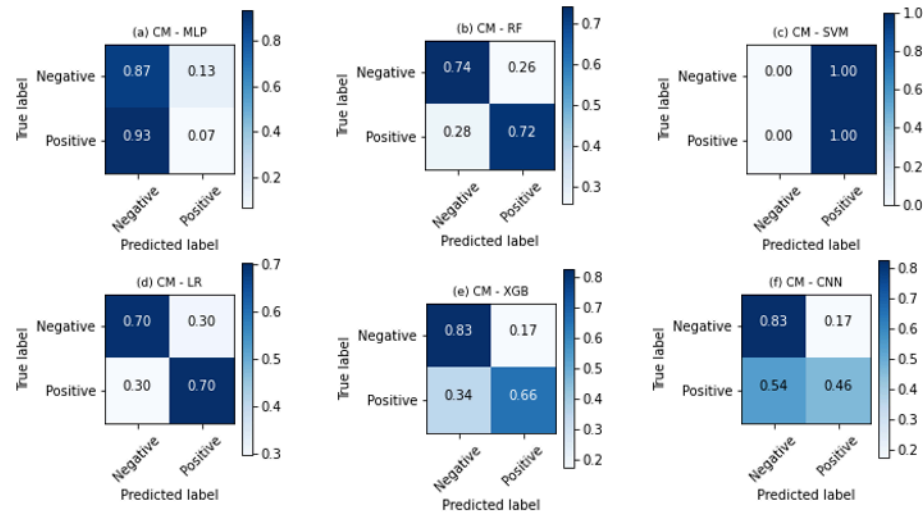 (a) CM - MLP
True label
Negative
Positive
0.87 0.13
0.93 0.07
Negative Positive
Predicted label
0.8
0.6
0.4
0.2
(b) CM - RF
True label
Negative
Positive
0.74 0.26
0.28 0.72
Negative Positive
Predicted label
0.7
0.6
0.5
0.4
0.3
(c) CM - SVM
True label
Negative
Positive
0.00 1.00
0.00 1.00
Negative Positive
Predicted label
1.0
0.8
0.6
0.4
0.2
0.0
(d) CM - LR
True label
Negative
Positive
0.70 0.30
0.30 0.70
Negative Positive
Predicted label
0.7
0.6
0.5
0.4
0.3
(e) CM - XGB
True label
Negative
Positive
0.83 0.17
0.34 0.66
Negative Positive
Predicted label
0.8
0.7
0.6
0.5
0.4
0.3
0.2
(f) CM - CNN
True label
Negative
Positive
0.83 0.17
0.54 0.46
Negative Positive
Predicted label
0.8
0.7
0.6
0.5
0.4
0.3
0.2